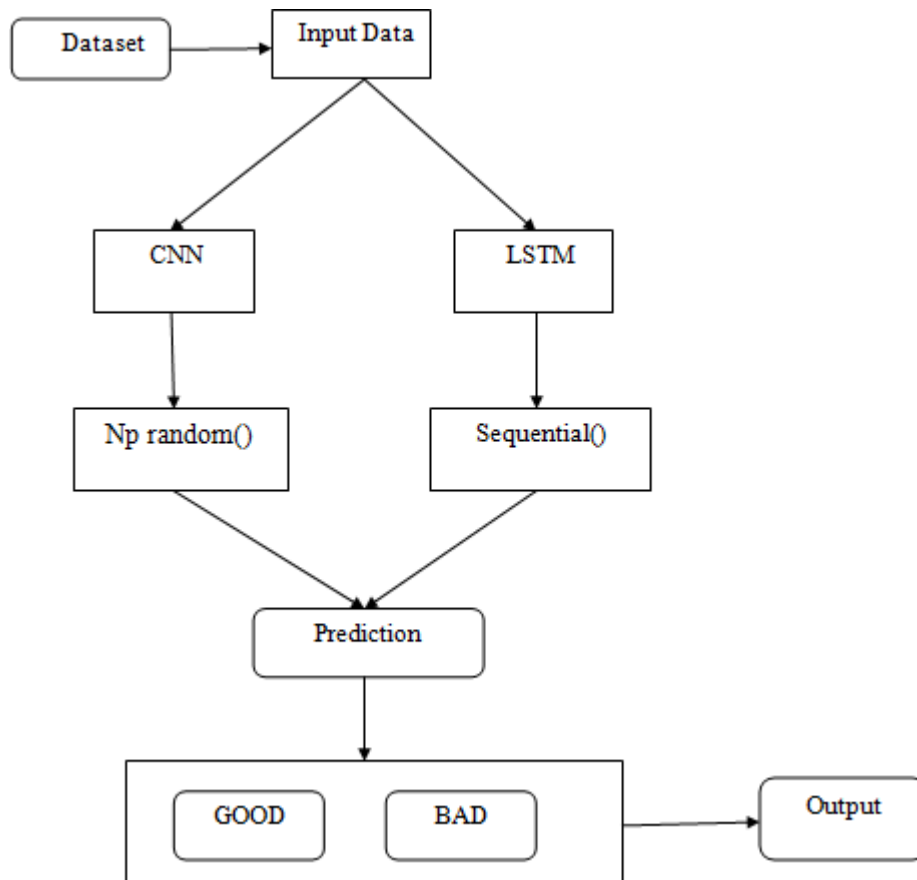 Dataset
Input Data
CNN
LSTM
Np random()
Sequential()
Prediction
GOOD
BAD
Output